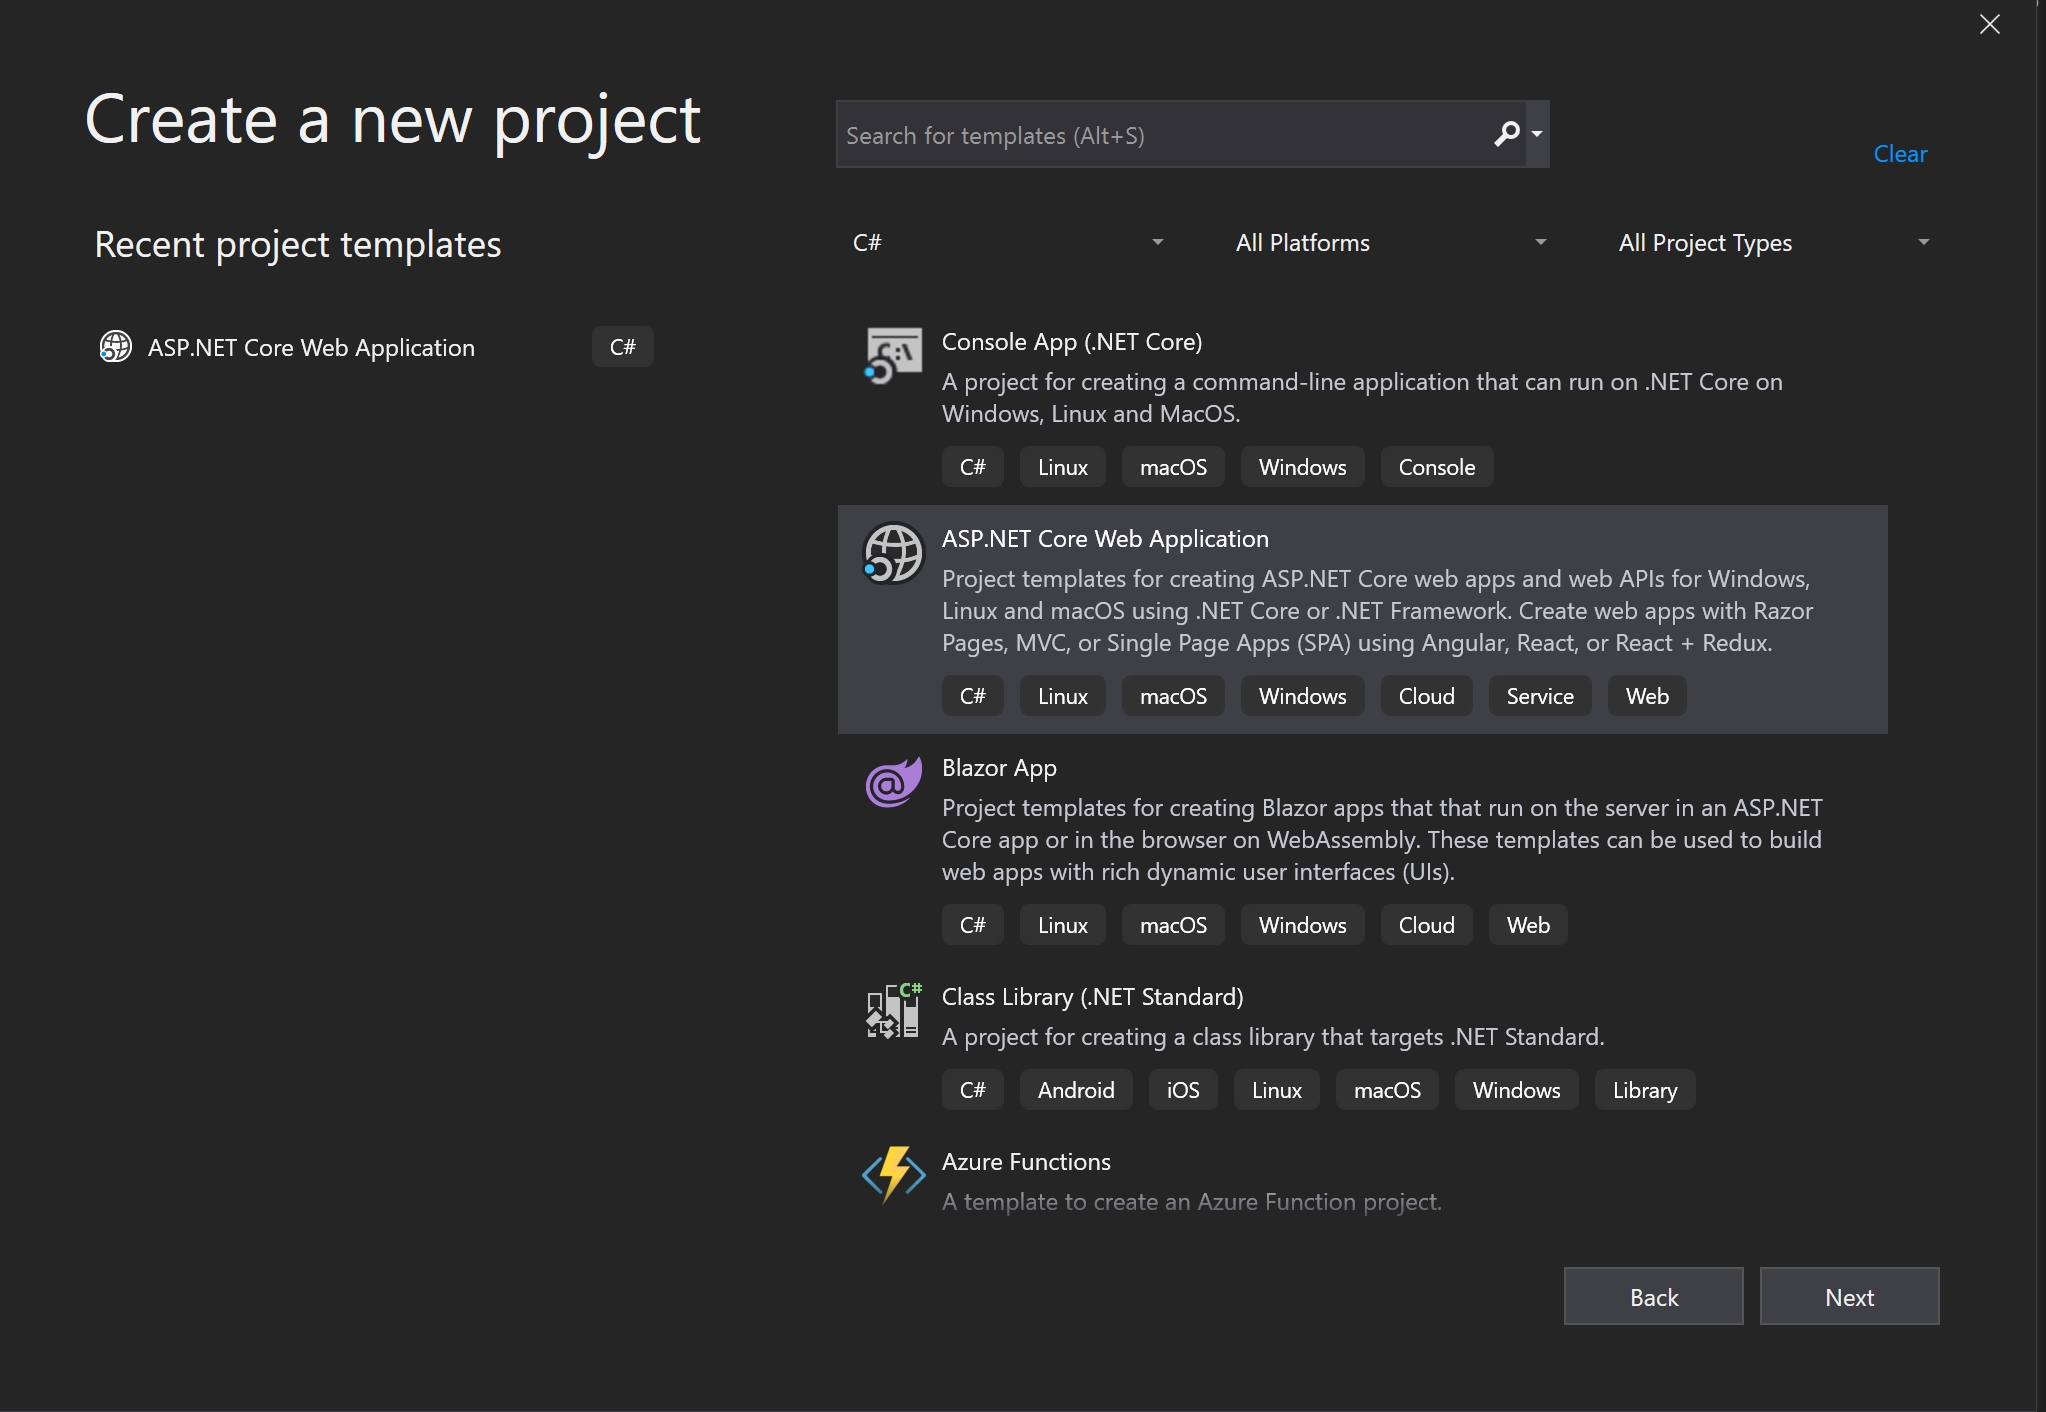 Create a new project
Search for templates (Alt+S)
Clear
Recent project templates
C#
All Platforms
All Project Types
ASP.NET Core Web Application
C#
Console App (.NET Core)
A project for creating a command-line application that can run on .NET Core on
Windows, Linux and MacOS.
C# Linux macOS Windows Console
ASP.NET Core Web Application
Project templates for creating ASP.NET Core web apps and web APIs for Windows,
Linux and macOS using .NET Core or .NET Framework. Create web apps with Razor
Pages, MVC, or Single Page Apps (SPA) using Angular, React, or React + Redux.
C# Linux macOS Windows Cloud Service Web
Blazor App
Project templates for creating Blazor apps that that run on the server in an ASP.NET
Core app or in the browser on WebAssembly. These templates can be used to build
web apps with rich dynamic user interfaces (UIs).
C# Linux macOS Windows Cloud Web
Class Library (.NET Standard)
A project for creating a class library that targets .NET Standard.
C# Android iOS Linux macOS Windows Library
Azure Functions
A template to create an Azure Function project.
Back
Next